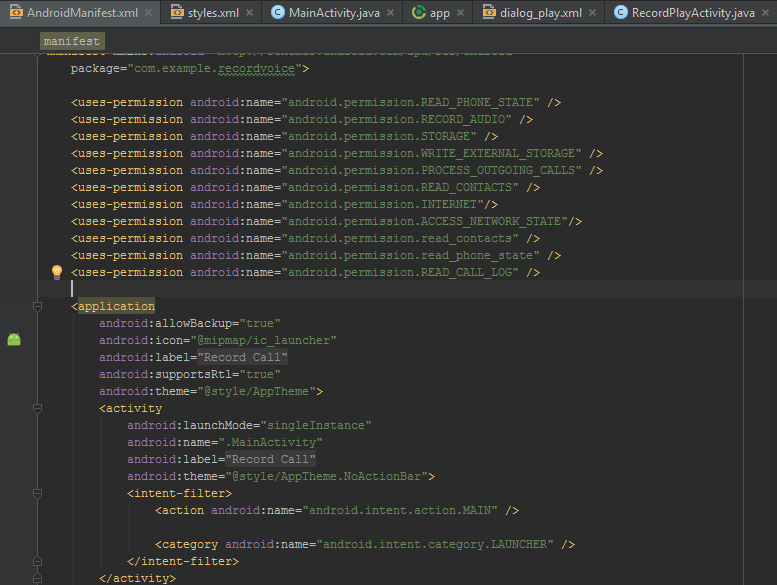 AndroidManifest.xml styles.xml MainActivity.java app dialog_play.xml RecordPlayActivity.java
manifest
package="com.example.recordvoice">
<uses-permission android:name="android.permission.READ_PHONE_STATE" />
<uses-permission android:name="android.permission.RECORD_AUDIO" />
<uses-permission android:name="android.permission.STORAGE" />
<uses-permission android:name="android.permission.WRITE_EXTERNAL_STORAGE" />
<uses-permission android:name="android.permission.PROCESS_OUTGOING_CALLS" />
<uses-permission android:name="android.permission.READ_CONTACTS" />
<uses-permission android:name="android.permission.INTERNET"/>
<uses-permission android:name="android.permission.ACCESS_NETWORK_STATE"/>
<uses-permission android:name="android.permission.read_contacts" />
<uses-permission android:name="android.permission.read_phone_state" />
<uses-permission android:name="android.permission.READ_CALL_LOG" />
<application
android:allowBackup="true"
android:icon="@mipmap/ic_launcher"
android:label="Record Call"
android:supportsRtl="true"
android:theme="@style/AppTheme">
<activity
android:launchMode="singleInstance"
android:name=".MainActivity"
android:label="Record Call"
android:theme="@style/AppTheme.NoActionBar">
<intent-filter>
<action android:name="android.intent.action.MAIN" />
<category android:name="android.intent.category.LAUNCHER" />
</intent-filter>
</activity>